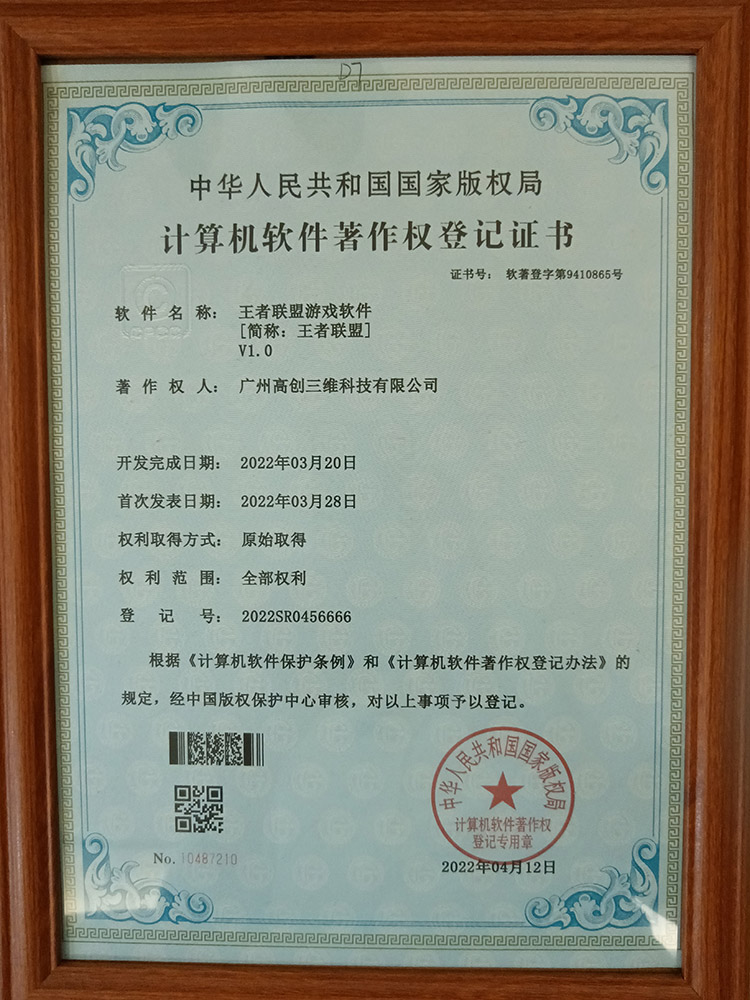 D7
中华人民共和国国家版权局
计算机软件著作权登记证书
证书号： 软著登字第9410865号
软件名称： 王者联盟游戏软件
[简称：王者联盟]
V1.0
著作权人： 广州高创三维科技有限公司
开发完成日期： 2022年03月20日
首次发表日期： 2022年03月28日
权利取得方式： 原始取得
权利范围： 全部权利
登记号： 2022SR0456666
根据《计算机软件保护条例》和《计算机软件著作权登记办法》的
规定，经中国版权保护中心审核，对以上事项予以登记。
中华人民共和国国家版权局
计算机软件著作权
登记专用章
No. 10487210
2022年04月12日